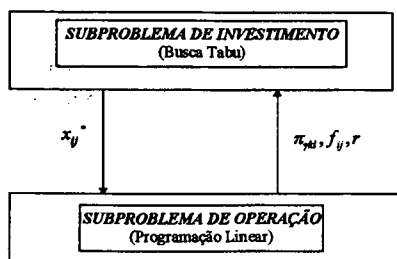 SUBPROBLEMA DE INVESTIMENTO
(Busca Tabu)
x_ij*
π_γkl, f_ij, r
SUBPROBLEMA DE OPERAÇÃO
(Programação Linear)